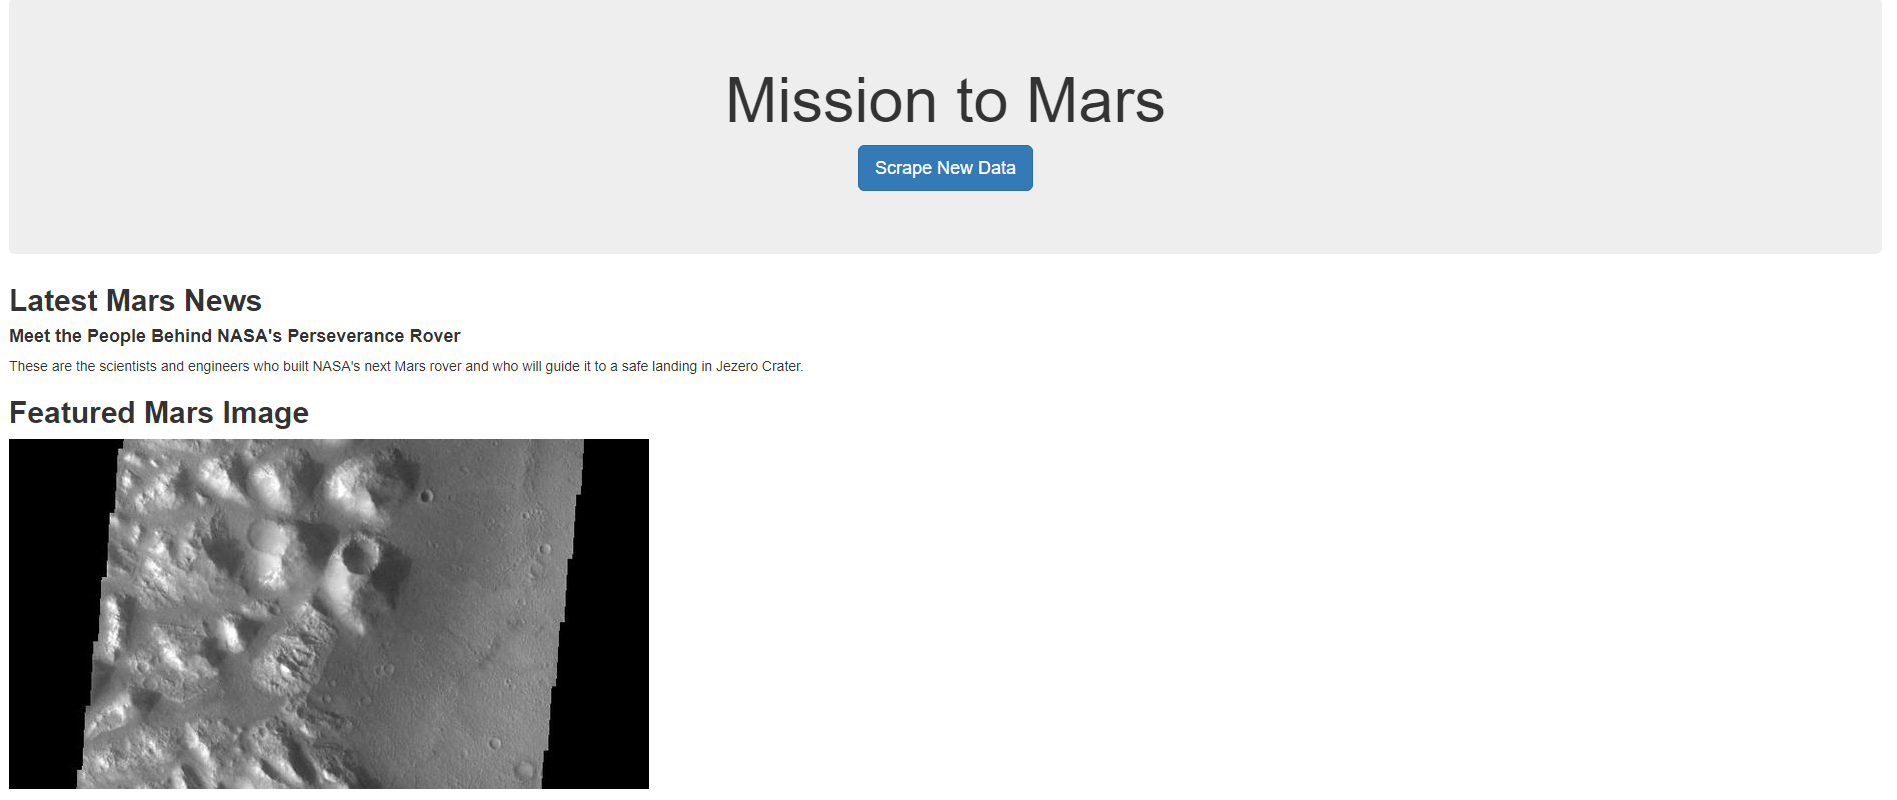 Mission to Mars
Scrape New Data
Latest Mars News
Meet the People Behind NASA's Perseverance Rover
These are the scientists and engineers who built NASA's next Mars rover and who will guide it to a safe landing in Jezero Crater.
Featured Mars Image